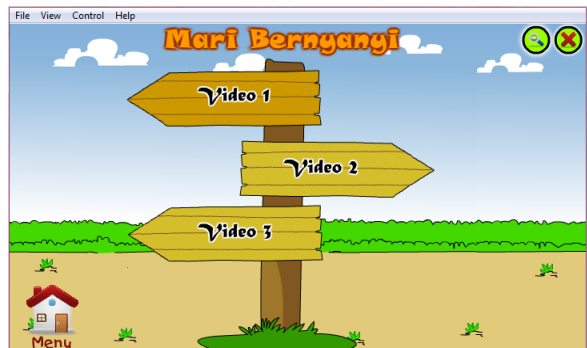 File View Control Help
Mari Bernyanyi
Video 1
Video 2
Video 3
Menu